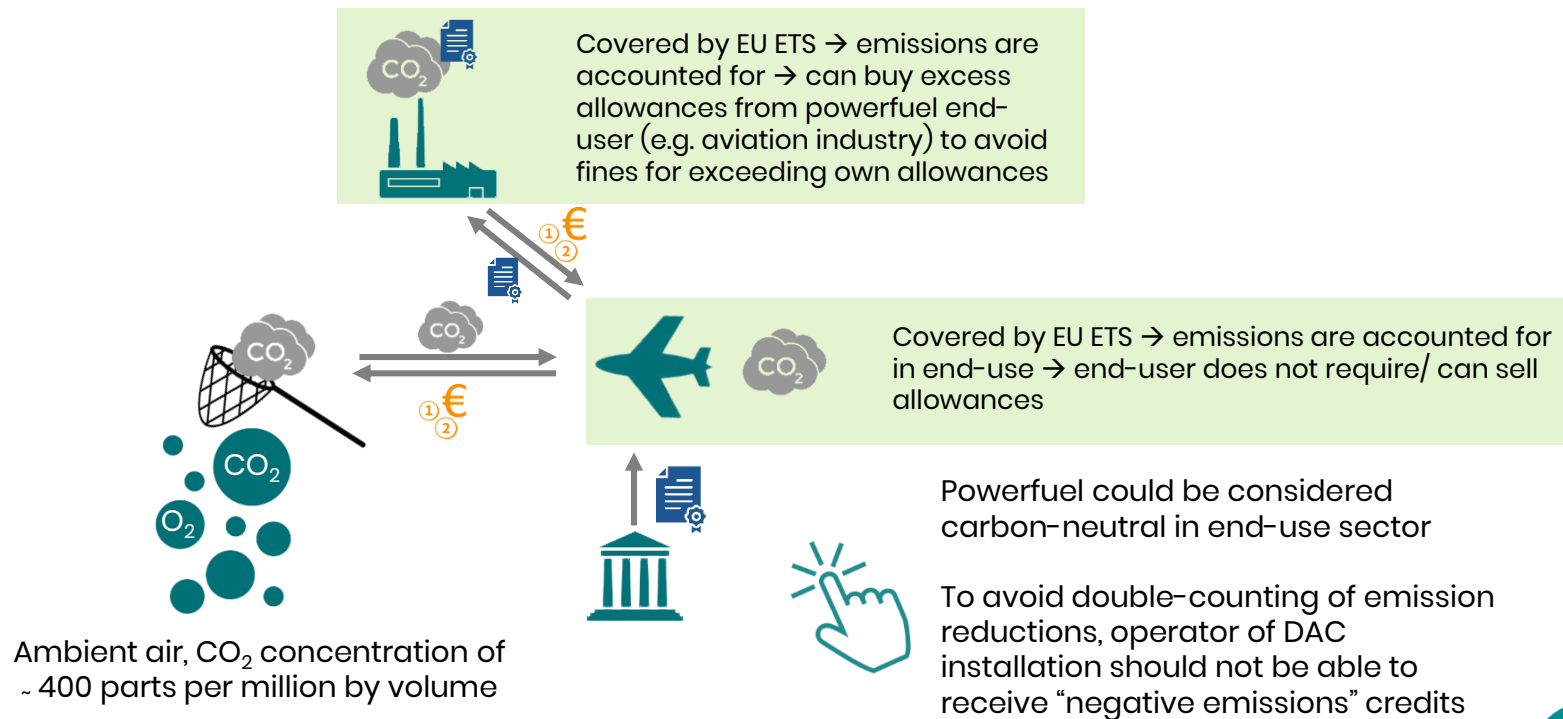 CO₂
Covered by EU ETS → emissions are
accounted for → can buy excess
allowances from powerfuel end-
user (e.g. aviation industry) to avoid
fines for exceeding own allowances
① €
②
CO₂
CO₂
① €
②
CO₂
Covered by EU ETS → emissions are accounted for
in end-use → end-user does not require/ can sell
allowances
CO₂
O₂
Ambient air, CO₂ concentration of
~ 400 parts per million by volume
Powerfuel could be considered
carbon-neutral in end-use sector
To avoid double-counting of emission
reductions, operator of DAC
installation should not be able to
receive “negative emissions” credits